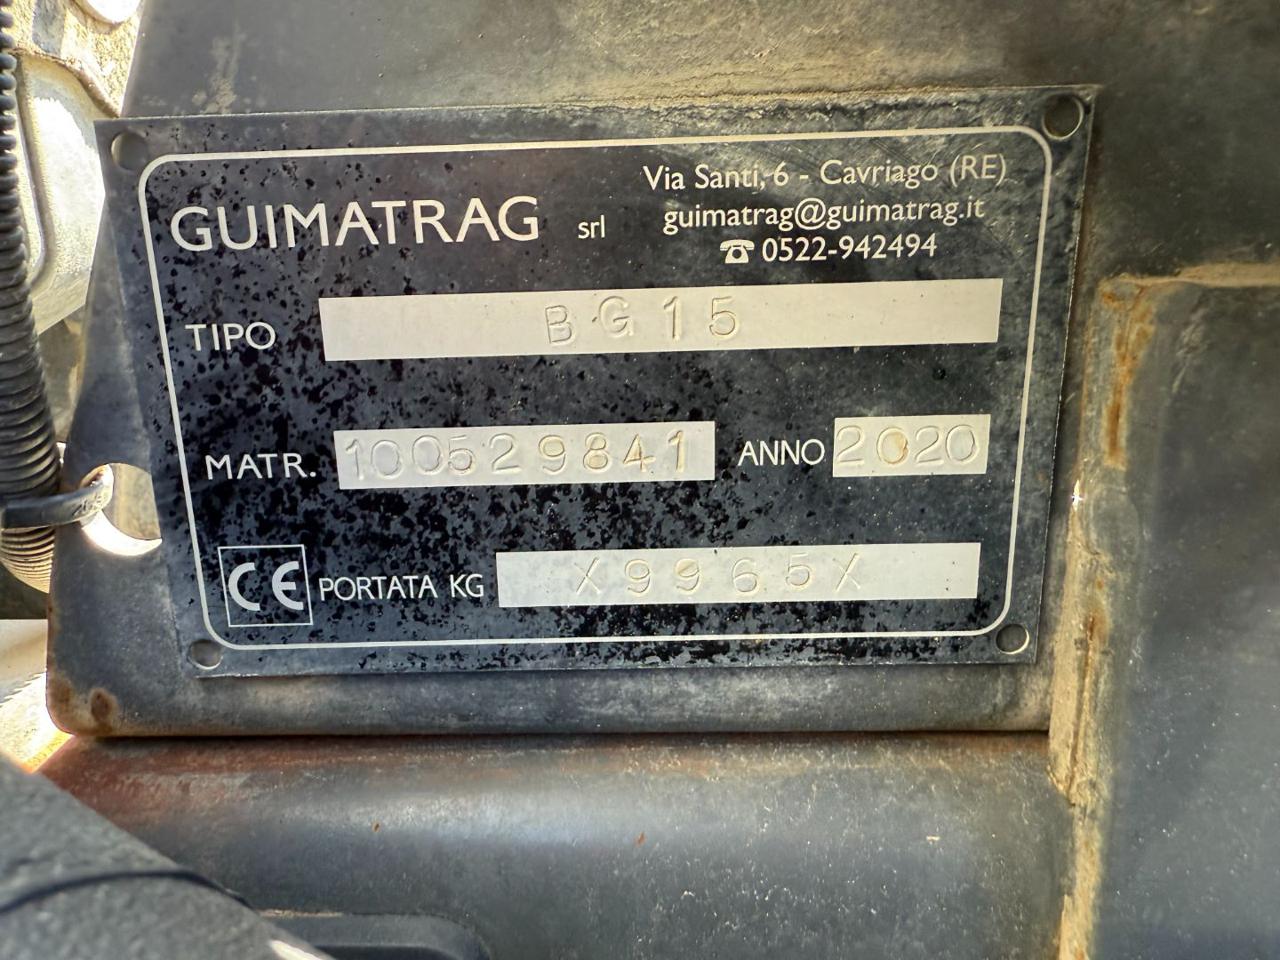 GUIMATRAG srl
Via Santi, 6 - Cavriago (RE)
guimatrag@guimatrag.it
☎ 0522-942494
TIPO BG15
MATR. 100529841 ANNO 2020
CE PORTATA KG X9965X